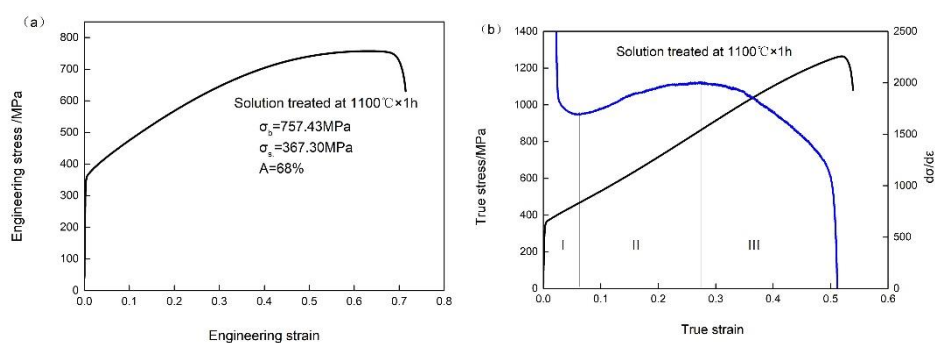 (a)
800
700
600
500
400
300
200
100
0
0.0 0.1 0.2 0.3 0.4 0.5 0.6 0.7 0.8
Engineering stress /MPa
Engineering strain
Solution treated at 1100℃×1h
σb=757.43MPa
σs=367.30MPa
A=68%
(b)
1400
1200
1000
800
600
400
200
0
0.0 0.1 0.2 0.3 0.4 0.5 0.6
True stress/MPa
True strain
Solution treated at 1100℃×1h
I II III
2500
2000
1500
1000
500
0
dσ/dε